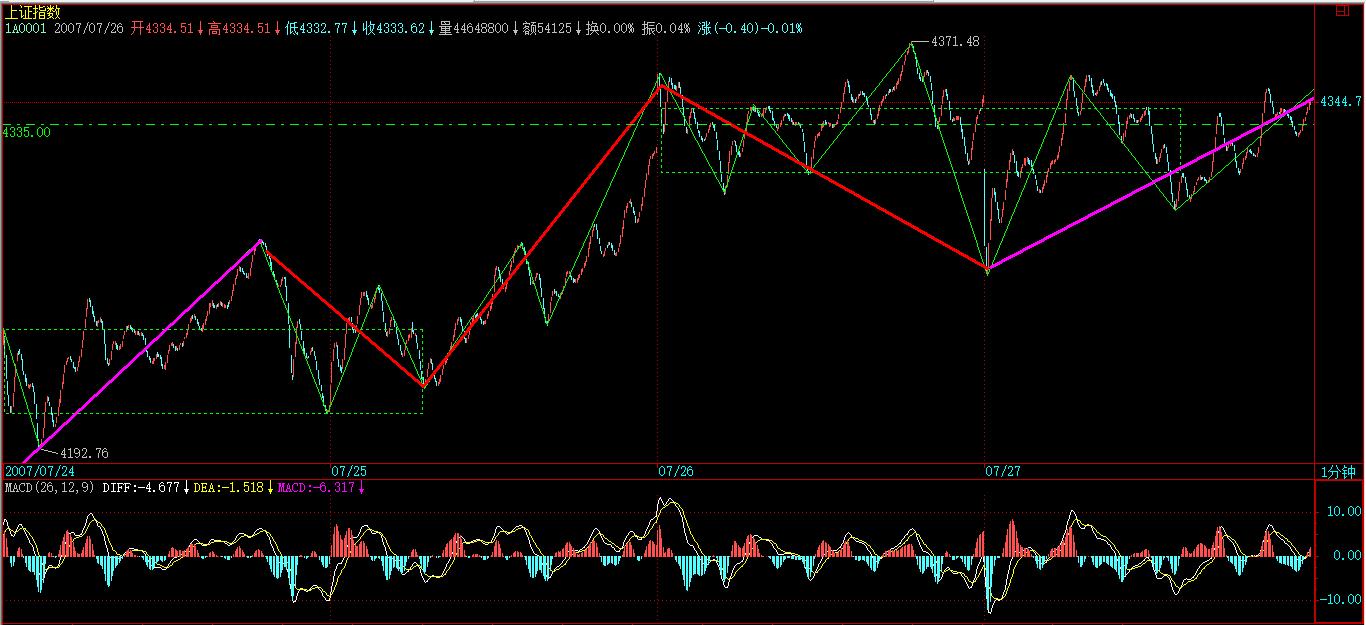 上证指数
1A0001 2007/07/26 开4334.51↓高4334.51↓低4332.77↓收4333.62↓量44648800↓额54125↓换0.00% 振0.04% 涨(-0.40)-0.01%
4371.48
4344.7
4335.00
4192.76
2007/07/24 07/25 07/26 07/27 1分钟
MACD(26,12,9) DIFF:-4.677↓DEA:-1.518↓MACD:-6.317↓
10.00
0.00
-10.00